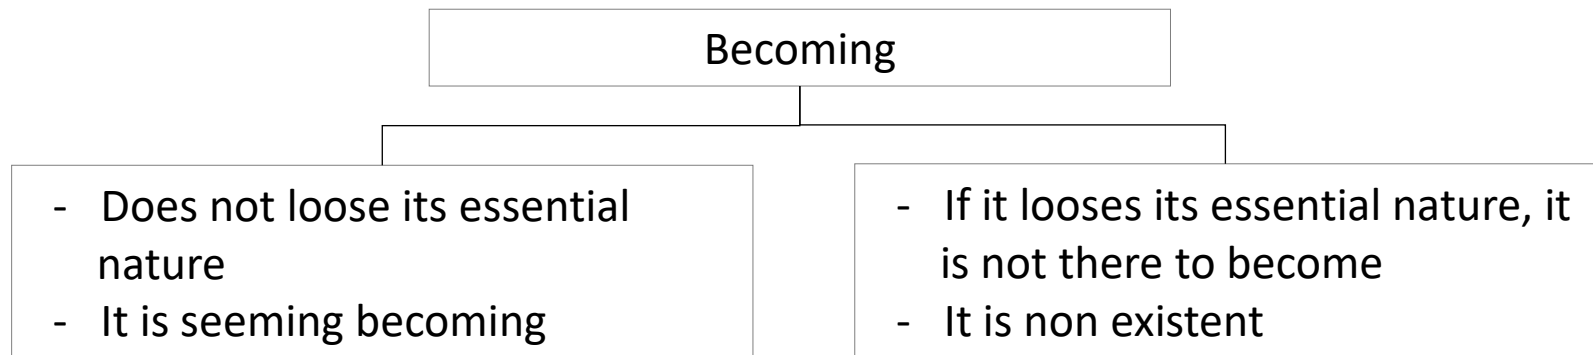 Becoming
- Does not loose its essential
nature
- It is seeming becoming
- If it looses its essential nature, it
is not there to become
- It is non existent